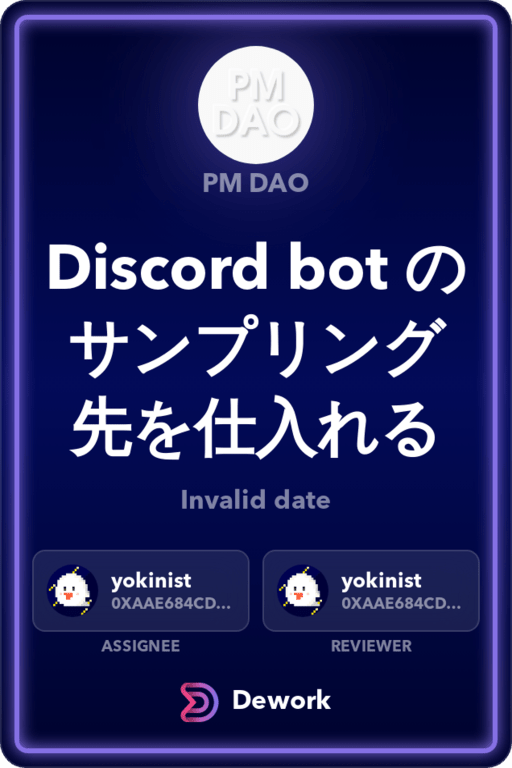 PM
DAO
PM DAO
Discord bot の
サンプリング
先を仕入れる
Invalid date
yokinist
0XAAE684CD...
yokinist
0XAAE684CD...
ASSIGNEE
REVIEWER
Dework